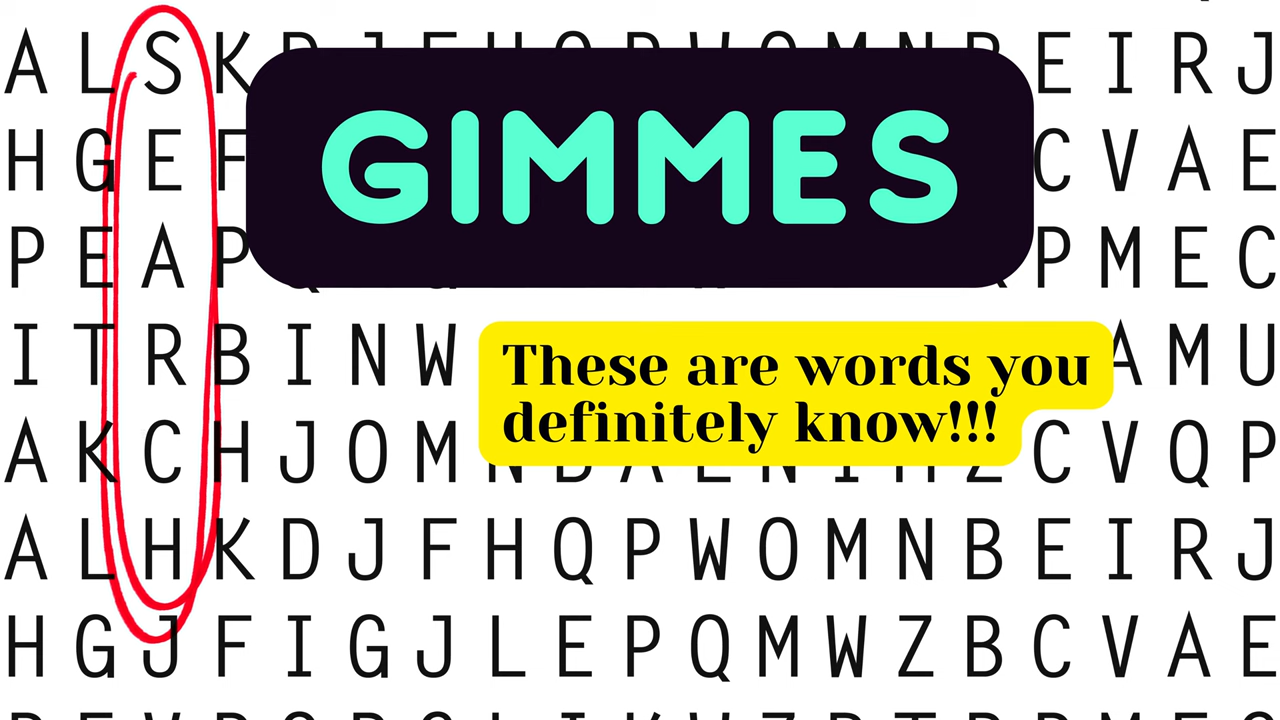 A L S K E I R J
GIMMES
H G E F C V A E
P E A P P M E C
I T R B I N W A M U
These are words you
definitely know!!!
A K C H J O M C V Q P
A L H K D J F H Q P W O M N B E I R J
H G J F I G J L E P Q M W Z B C V A E